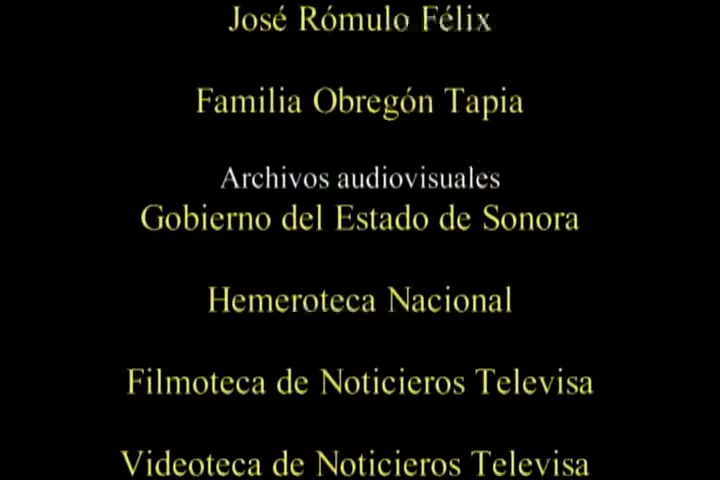 José Rómulo Félix
Familia Obregón Tapia
Archivos audiovisuales
Gobierno del Estado de Sonora
Hemeroteca Nacional
Filmoteca de Noticieros Televisa
Videoteca de Noticieros Televisa